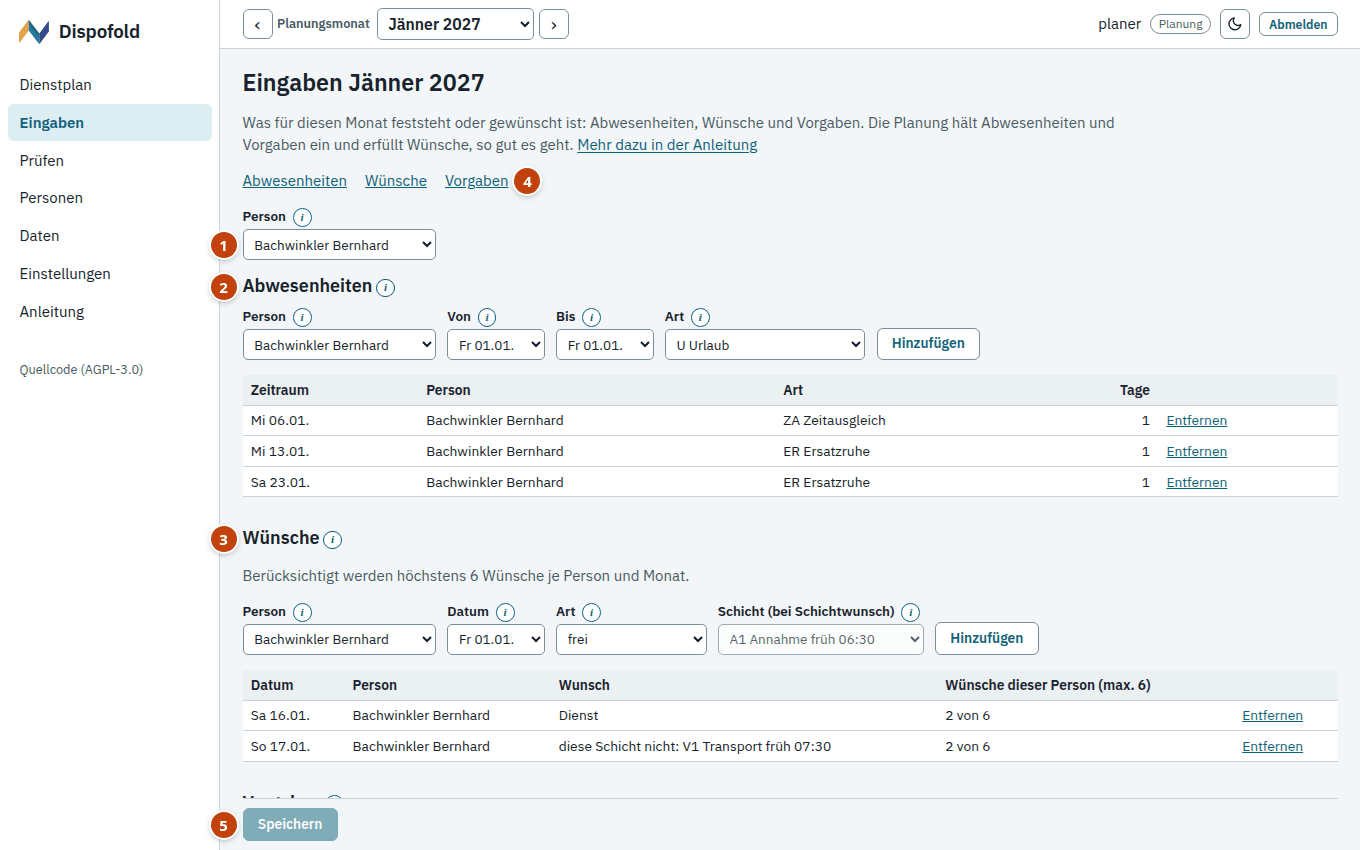 Dispofold
Dienstplan
Eingaben
Prüfen
Personen
Daten
Einstellungen
Anleitung
Quellcode (AGPL-3.0)
‹ Planungsmonat Jänner 2027 › planer Planung Abmelden
Eingaben Jänner 2027
Was für diesen Monat feststeht oder gewünscht ist: Abwesenheiten, Wünsche und Vorgaben. Die Planung hält Abwesenheiten und
Vorgaben ein und erfüllt Wünsche, so gut es geht. Mehr dazu in der Anleitung
Abwesenheiten Wünsche Vorgaben 4
Person i
1 Bachwinkler Bernhard
2 Abwesenheiten i
Person i Von i Bis i Art i
Bachwinkler Bernhard Fr 01.01. Fr 01.01. U Urlaub Hinzufügen
Zeitraum Person Art Tage
Mi 06.01. Bachwinkler Bernhard ZA Zeitausgleich 1 Entfernen
Mi 13.01. Bachwinkler Bernhard ER Ersatzruhe 1 Entfernen
Sa 23.01. Bachwinkler Bernhard ER Ersatzruhe 1 Entfernen
3 Wünsche i
Berücksichtigt werden höchstens 6 Wünsche je Person und Monat.
Person i Datum i Art i Schicht (bei Schichtwunsch) i
Bachwinkler Bernhard Fr 01.01. frei A1 Annahme früh 06:30 Hinzufügen
Datum Person Wunsch Wünsche dieser Person (max. 6)
Sa 16.01. Bachwinkler Bernhard Dienst 2 von 6 Entfernen
So 17.01. Bachwinkler Bernhard diese Schicht nicht: V1 Transport früh 07:30 2 von 6 Entfernen
5 Speichern